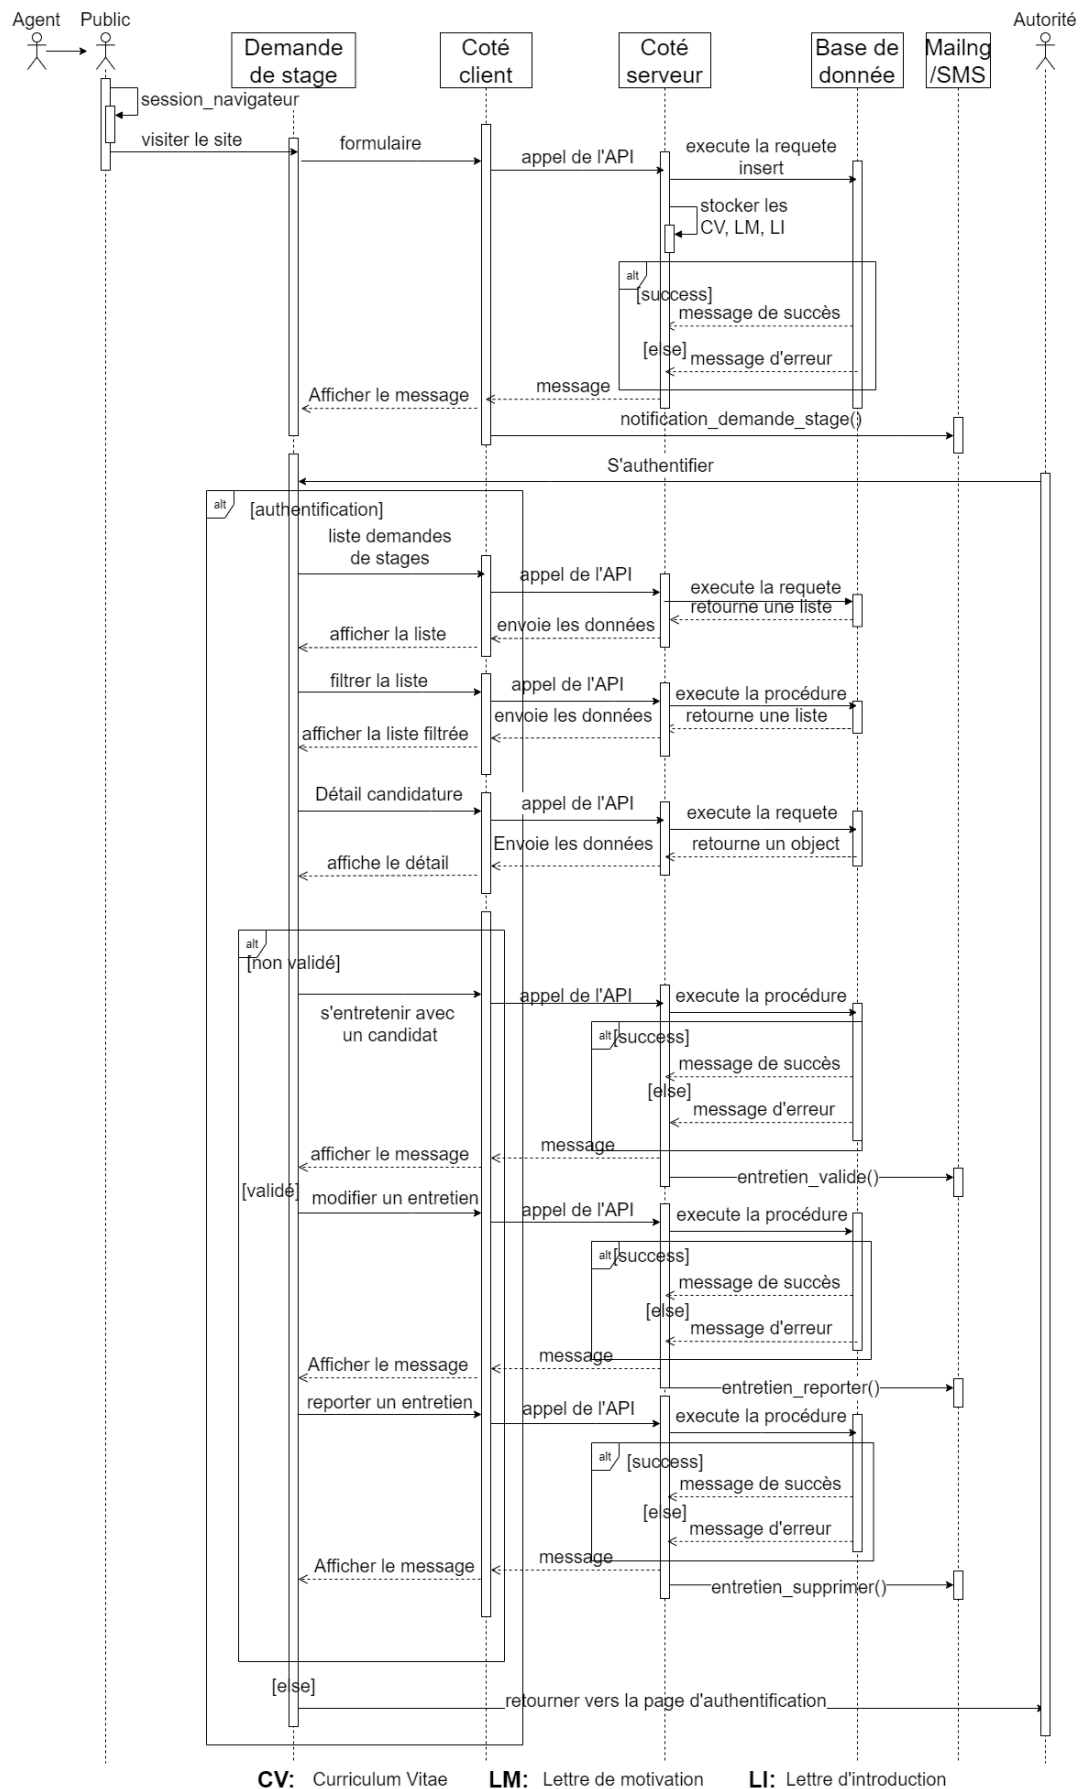 Agent Public Autorité
Demande
de stage
Coté
client
Coté
serveur
Base de
donnée
Mailng
/SMS
session_navigateur
visiter le site
formulaire
appel de l'API
execute la requete
insert
stocker les
CV, LM, LI
alt
[success]
message de succès
[else]
message d'erreur
message
Afficher le message
notification_demande_stage()
S'authentifier
alt
[authentification]
liste demandes
de stages
appel de l'API
execute la requete
retourne une liste
envoie les données
afficher la liste
filtrer la liste
appel de l'API
execute la procédure
retourne une liste
envoie les données
afficher la liste filtrée
Détail candidature
appel de l'API
execute la requete
retourne un object
Envoie les données
affiche le détail
alt
[non validé]
s'entretenir avec
un candidat
appel de l'API
execute la procédure
alt
[success]
message de succès
[else]
message d'erreur
message
afficher le message
entretien_valide()
[validé]
modifier un entretien
appel de l'API
execute la procédure
alt
[success]
message de succès
[else]
message d'erreur
message
Afficher le message
entretien_reporter()
reporter un entretien
appel de l'API
execute la procédure
alt
[success]
message de succès
[else]
message d'erreur
message
Afficher le message
entretien_supprimer()
[else]
retourner vers la page d'authentification
CV: Curriculum Vitae LM: Lettre de motivation LI: Lettre d'introduction